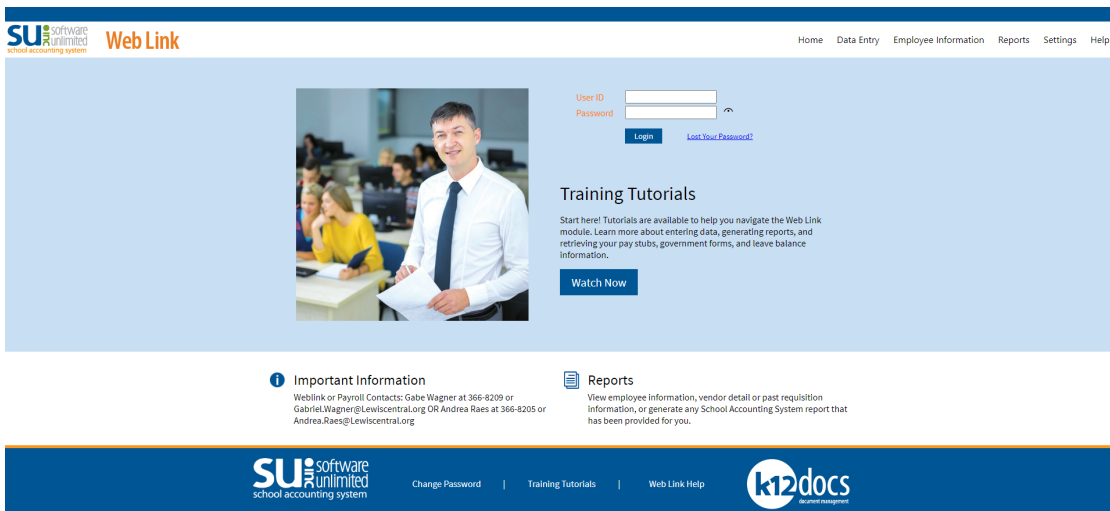 SUI software unlimited
school accounting system
Web Link
Home Data Entry Employee Information Reports Settings Help
User ID
Password
Login Lost Your Password?
Training Tutorials
Start here! Tutorials are available to help you navigate the Web Link
module. Learn more about entering data, generating reports, and
retrieving your pay stubs, government forms, and leave balance
information.
Watch Now
Important Information
Weblink or Payroll Contacts: Gabe Wagner at 366-8209 or
Gabriel.Wagner@Lewiscentral.org OR Andrea Raes at 366-8205 or
Andrea.Raes@Lewiscentral.org
Reports
View employee information, vendor detail or past requisition
information, or generate any School Accounting System report that
has been provided for you.
SUI software unlimited
school accounting system
Change Password | Training Tutorials | Web Link Help
k12docs
document management